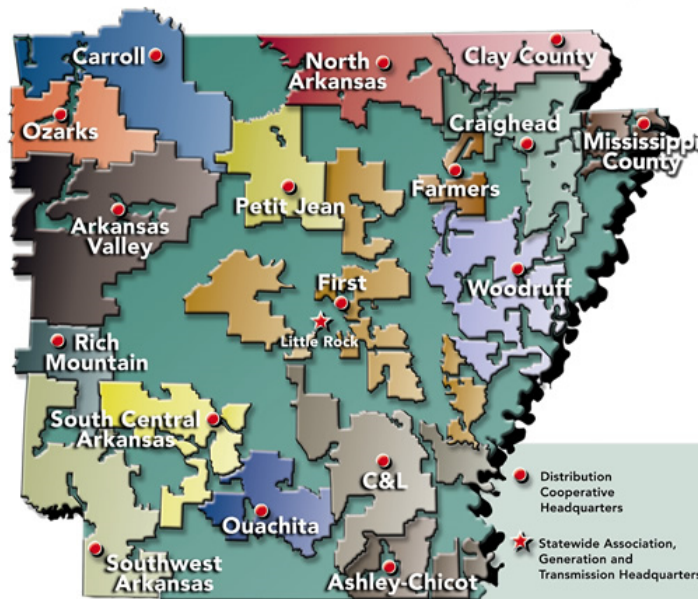 Carroll
North
Arkansas
Clay County
Ozarks
Craighead
Mississippi
County
Farmers
Petit Jean
Arkansas
Valley
First
Woodruff
Little Rock
Rich
Mountain
South Central
Arkansas
C&L
Ouachita
Southwest
Arkansas
Ashley-Chicot
Distribution
Cooperative
Headquarters
Statewide Association,
Generation and
Transmission Headquarters